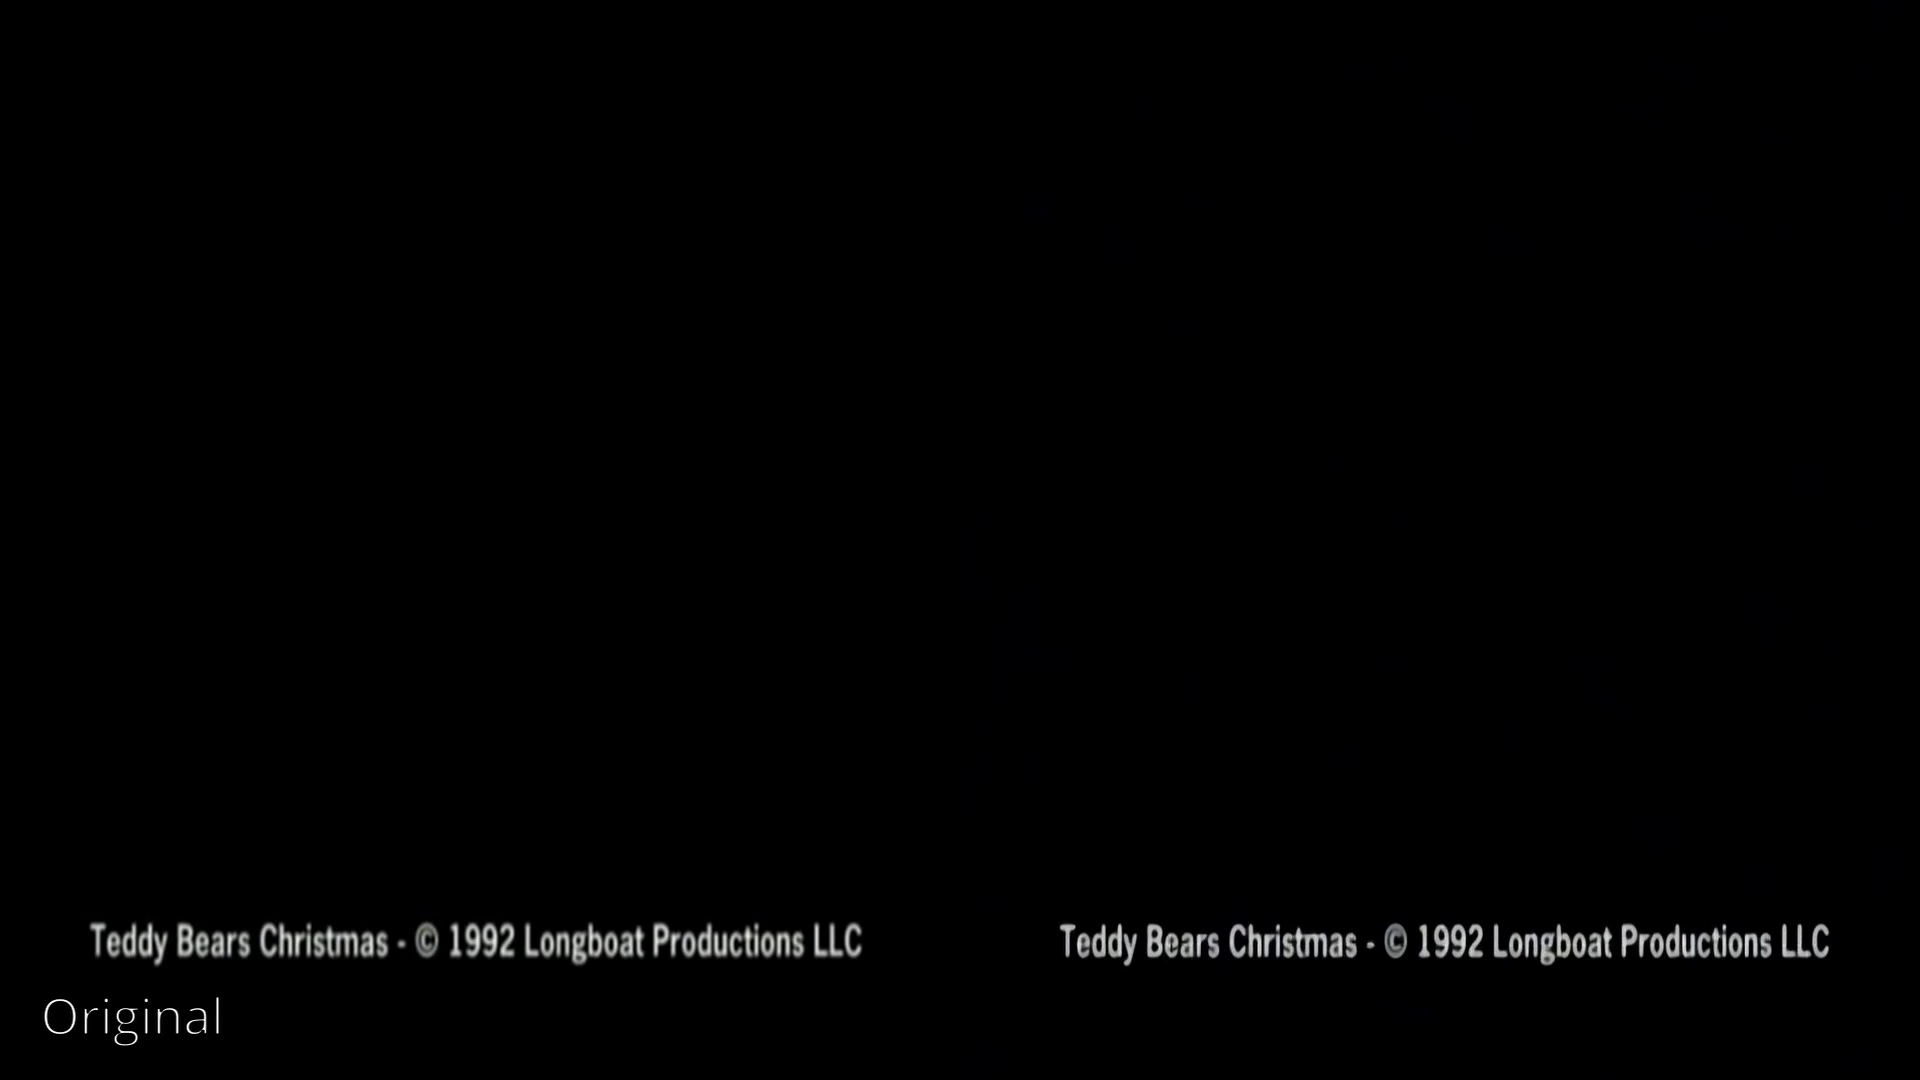 Teddy Bears Christmas - © 1992 Longboat Productions LLC
Teddy Bears Christmas - © 1992 Longboat Productions LLC
Original